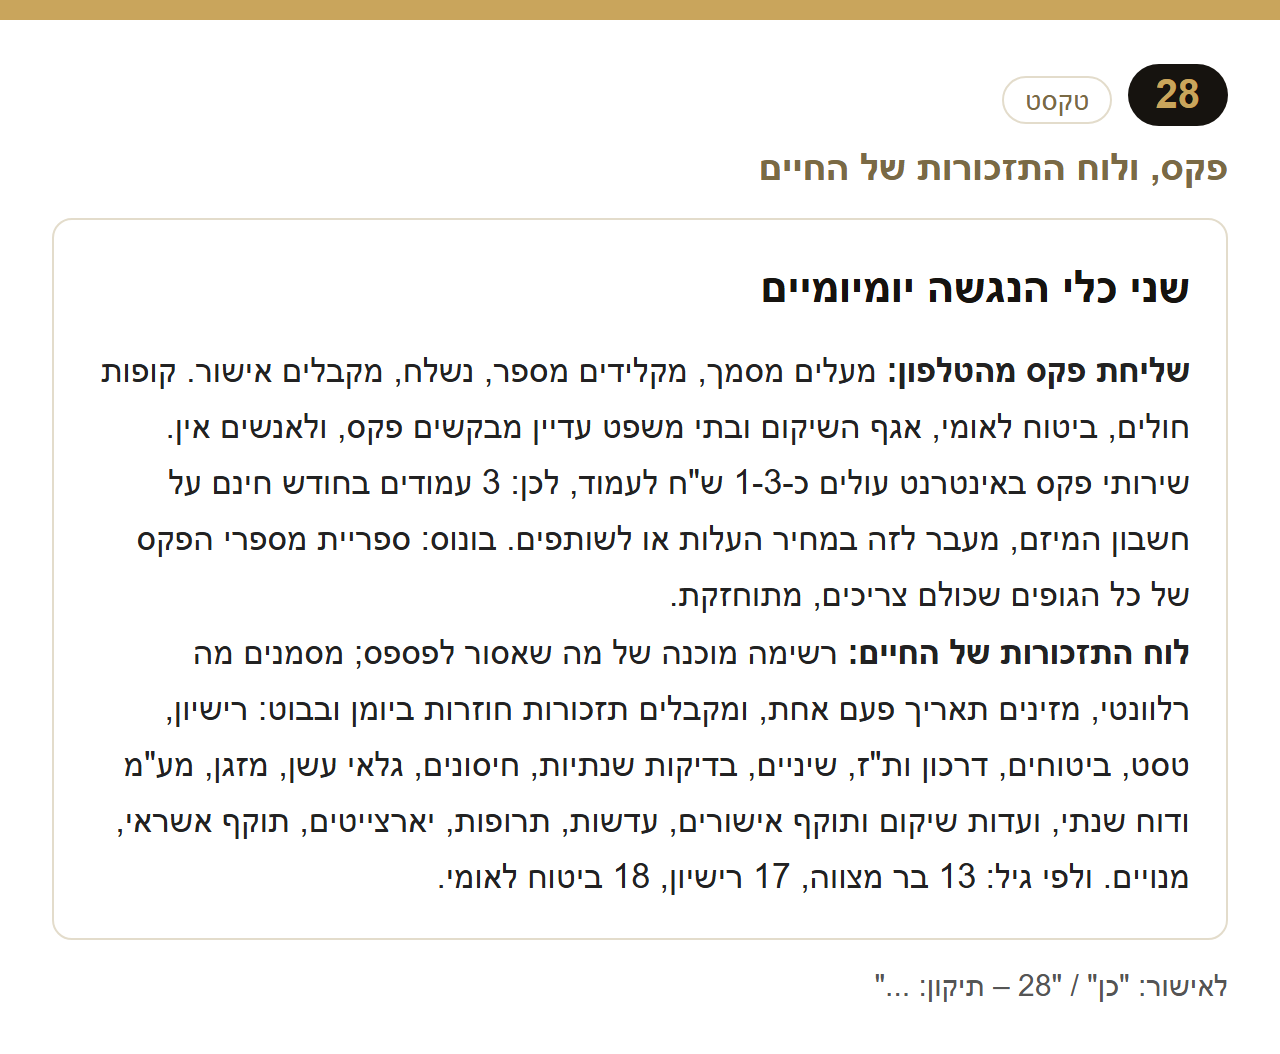 28
טקסט
פקס, ולוח התזכורות של החיים
שני כלי הנגשה יומיומיים
שליחת פקס מהטלפון: מעלים מסמך, מקלידים מספר, נשלח, מקבלים אישור. קופות
חולים, ביטוח לאומי, אגף השיקום ובתי משפט עדיין מבקשים פקס, ולאנשים אין.
שירותי פקס באינטרנט עולים כ-1-3 ש"ח לעמוד, לכן: 3 עמודים בחודש חינם על
חשבון המיזם, מעבר לזה במחיר העלות או לשותפים. בונוס: ספריית מספרי הפקס
של כל הגופים שכולם צריכים, מתוחזקת.
לוח התזכורות של החיים: רשימה מוכנה של מה שאסור לפספס; מסמנים מה
רלוונטי, מזינים תאריך פעם אחת, ומקבלים תזכורות חוזרות ביומן ובבוט: רישיון,
טסט, ביטוחים, דרכון ות"ז, שיניים, בדיקות שנתיות, חיסונים, גלאי עשן, מזגן, מע"מ
ודוח שנתי, ועדות שיקום ותוקף אישורים, עדשות, תרופות, יארצייטים, תוקף אשראי,
מנויים. ולפי גיל: 13 בר מצווה, 17 רישיון, 18 ביטוח לאומי.
לאישור: "כן" / "28 – תיקון: ..."